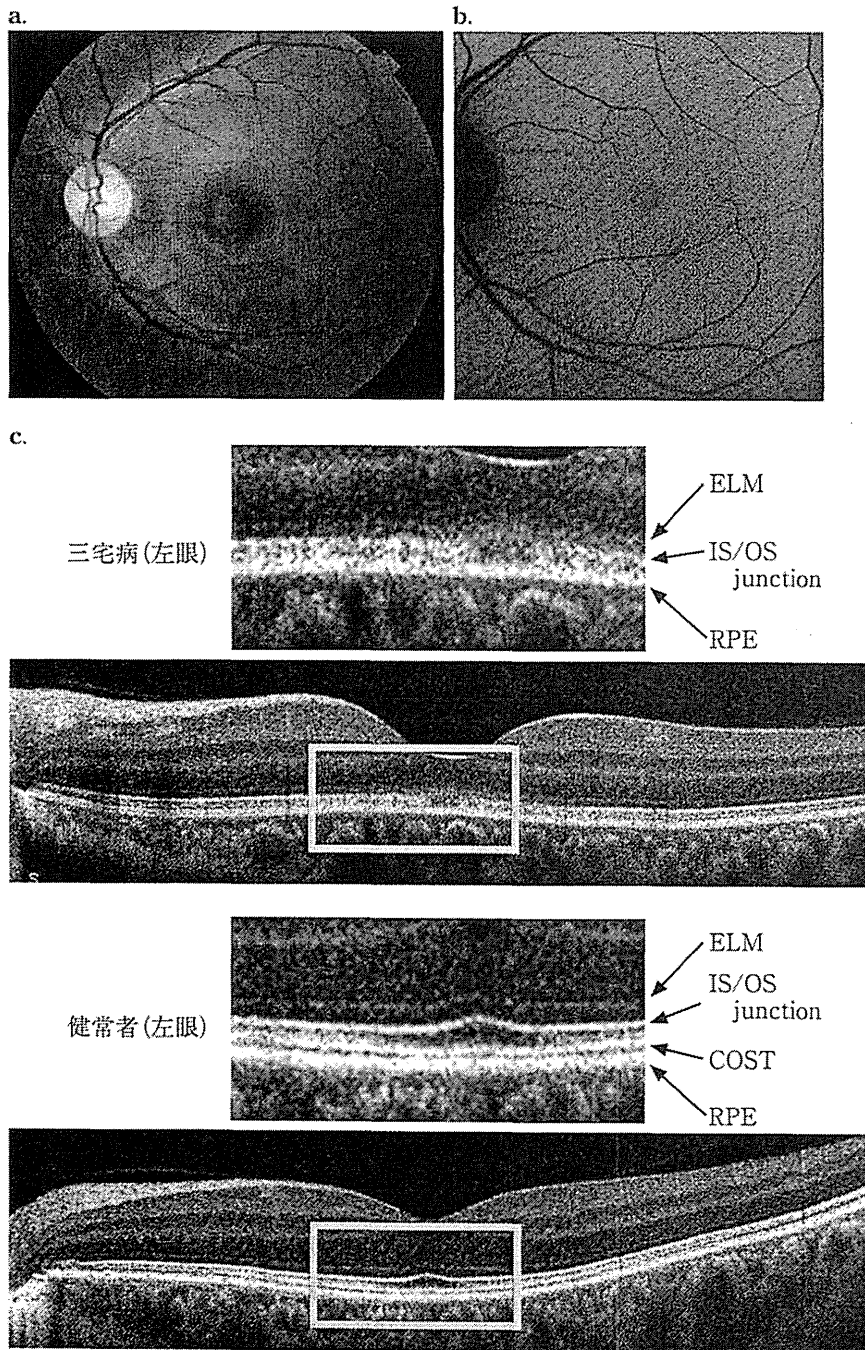 a.
b.
c.
三宅病(左眼)
ELM
IS/OS
junction
RPE
S
健常者(左眼)
ELM
IS/OS
junction
COST
RPE